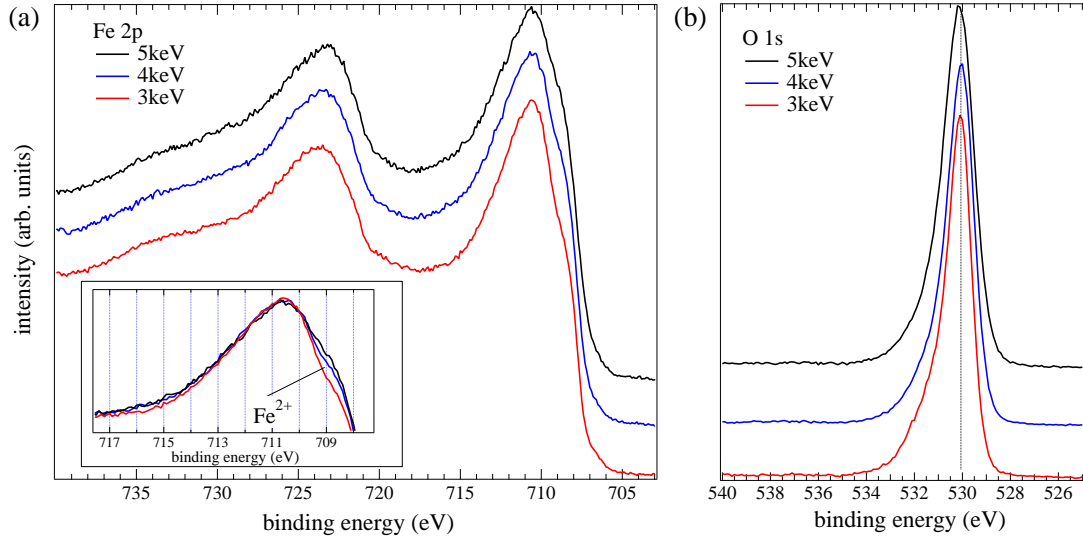 (a)
Fe 2p
5keV
4keV
3keV
intensity (arb. units)
Fe2+
717 715 713 711 709
binding energy (eV)
735 730 725 720 715 710 705
binding energy (eV)
(b)
O 1s
5keV
4keV
3keV
540 538 536 534 532 530 528 526
binding energy (eV)